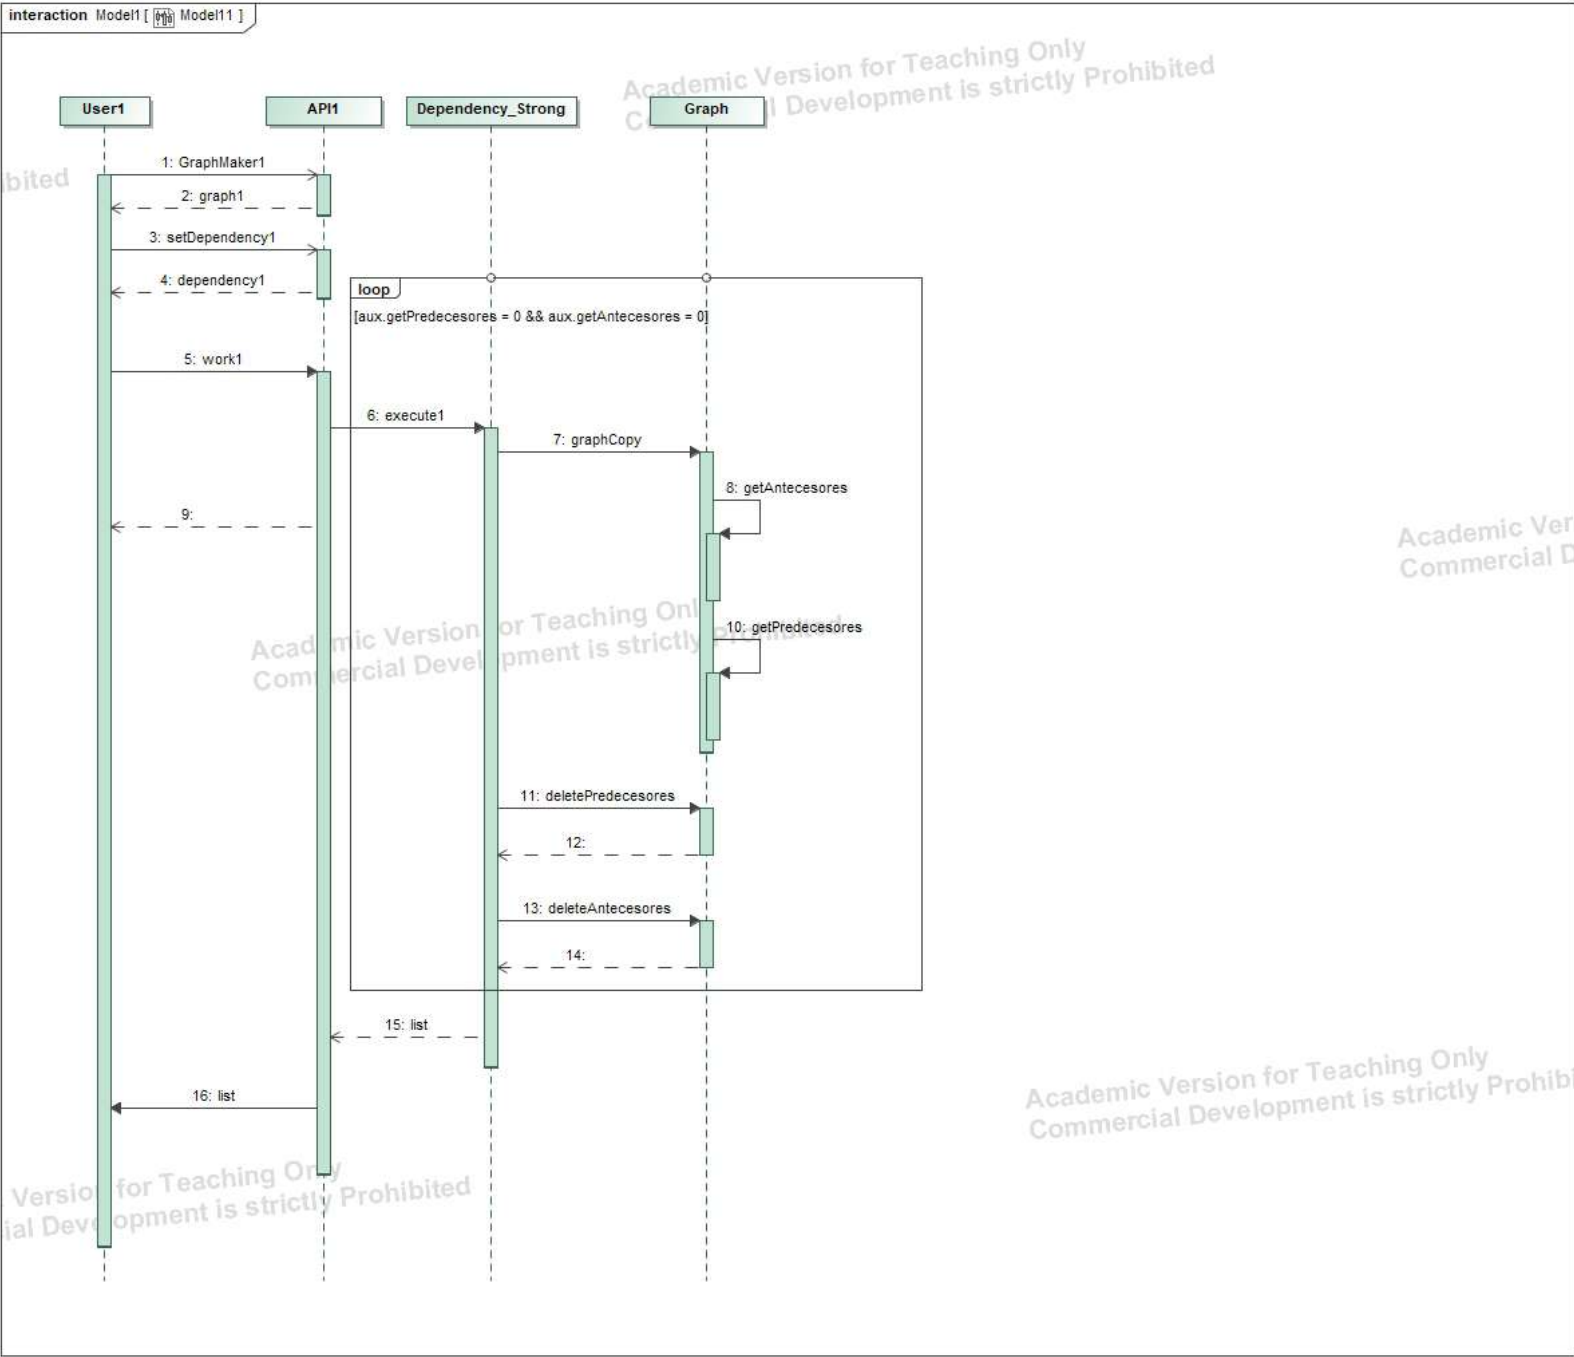 interaction Model1 [ Model11 ]
Academic Version for Teaching Only
Commercial Development is strictly Prohibited
User1
API1
Dependency_Strong
Graph
1: GraphMaker1
2: graph1
3: setDependency1
4: dependency1
loop
[aux.getPredecesores = 0 && aux.getAntecesores = 0]
5: work1
6: execute1
7: graphCopy
8: getAntecesores
9:
Academic Ver
Commercial D
Academic Version for Teaching Only
Commercial Development is strictly Prohibited
10: getPredecesores
11: deletePredecesores
12:
13: deleteAntecesores
14:
15: list
16: list
Academic Version for Teaching Only
Commercial Development is strictly Prohibi
Version for Teaching Only
ial Development is strictly Prohibited